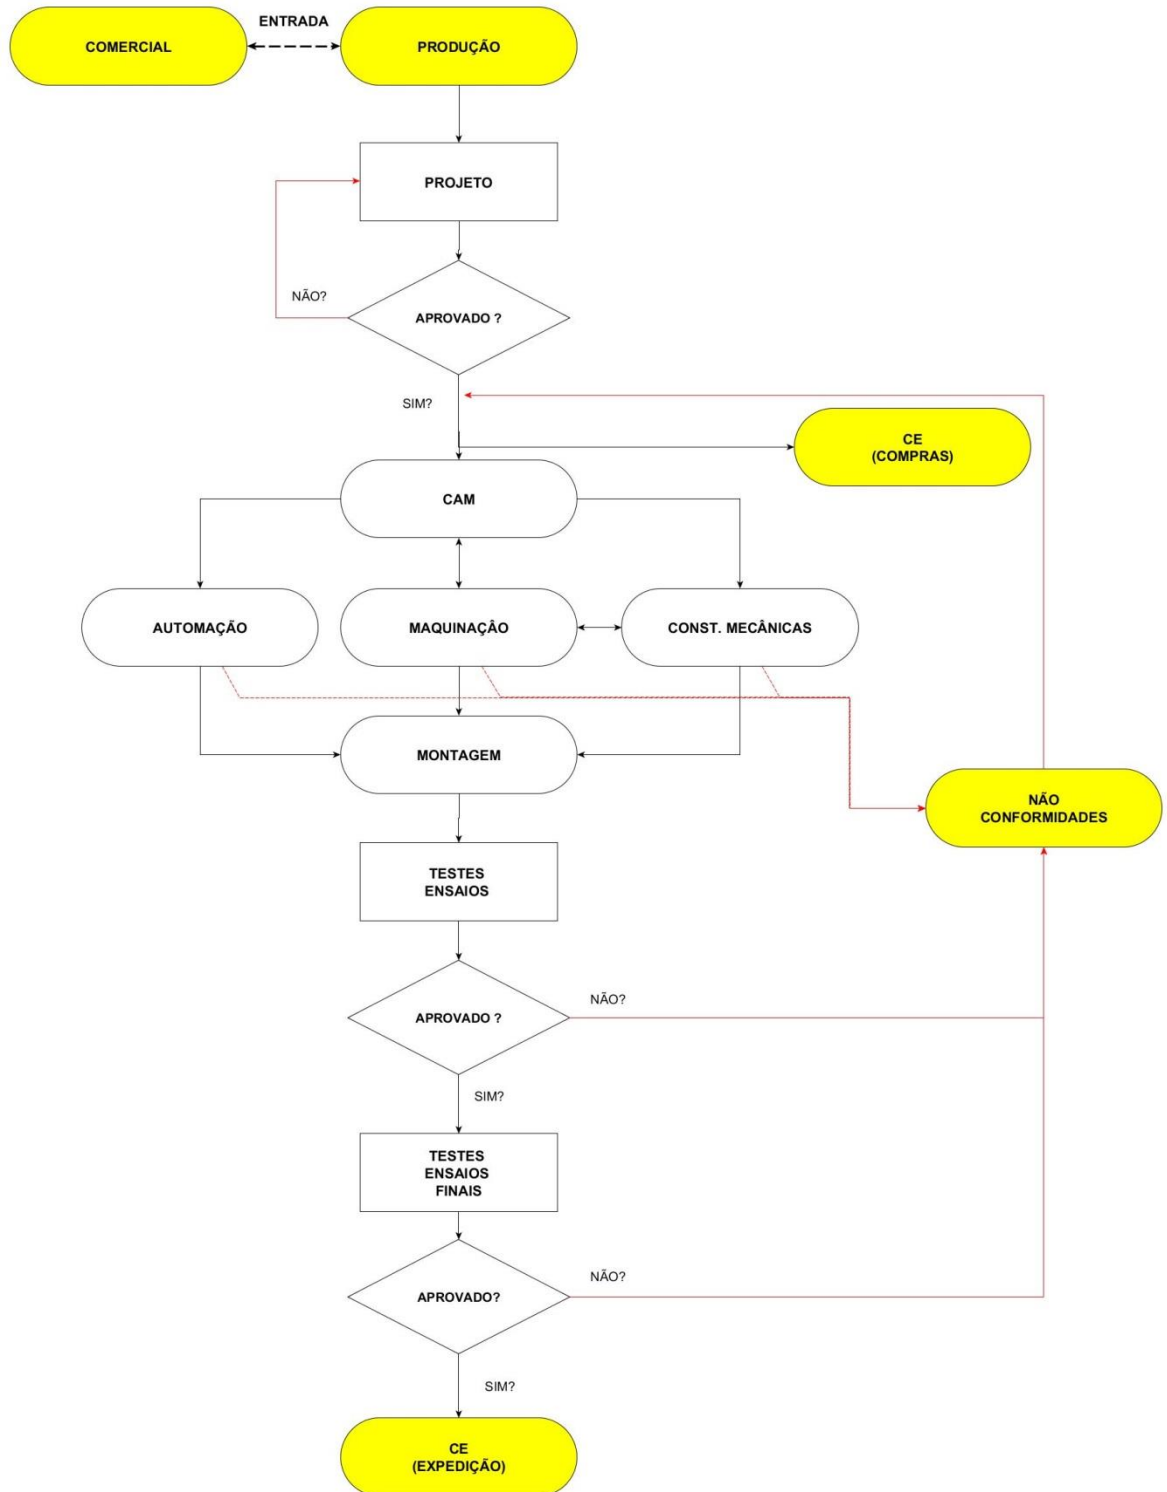 ENTRADA
COMERCIAL
PRODUÇÃO
PROJETO
NÃO?
APROVADO ?
SIM?
CE
(COMPRAS)
CAM
AUTOMAÇÃO
MAQUINAÇÂO
CONST. MECÂNICAS
MONTAGEM
NÃO
CONFORMIDADES
TESTES
ENSAIOS
NÃO?
APROVADO ?
SIM?
TESTES
ENSAIOS
FINAIS
NÃO?
APROVADO?
SIM?
CE
(EXPEDIÇÃO)